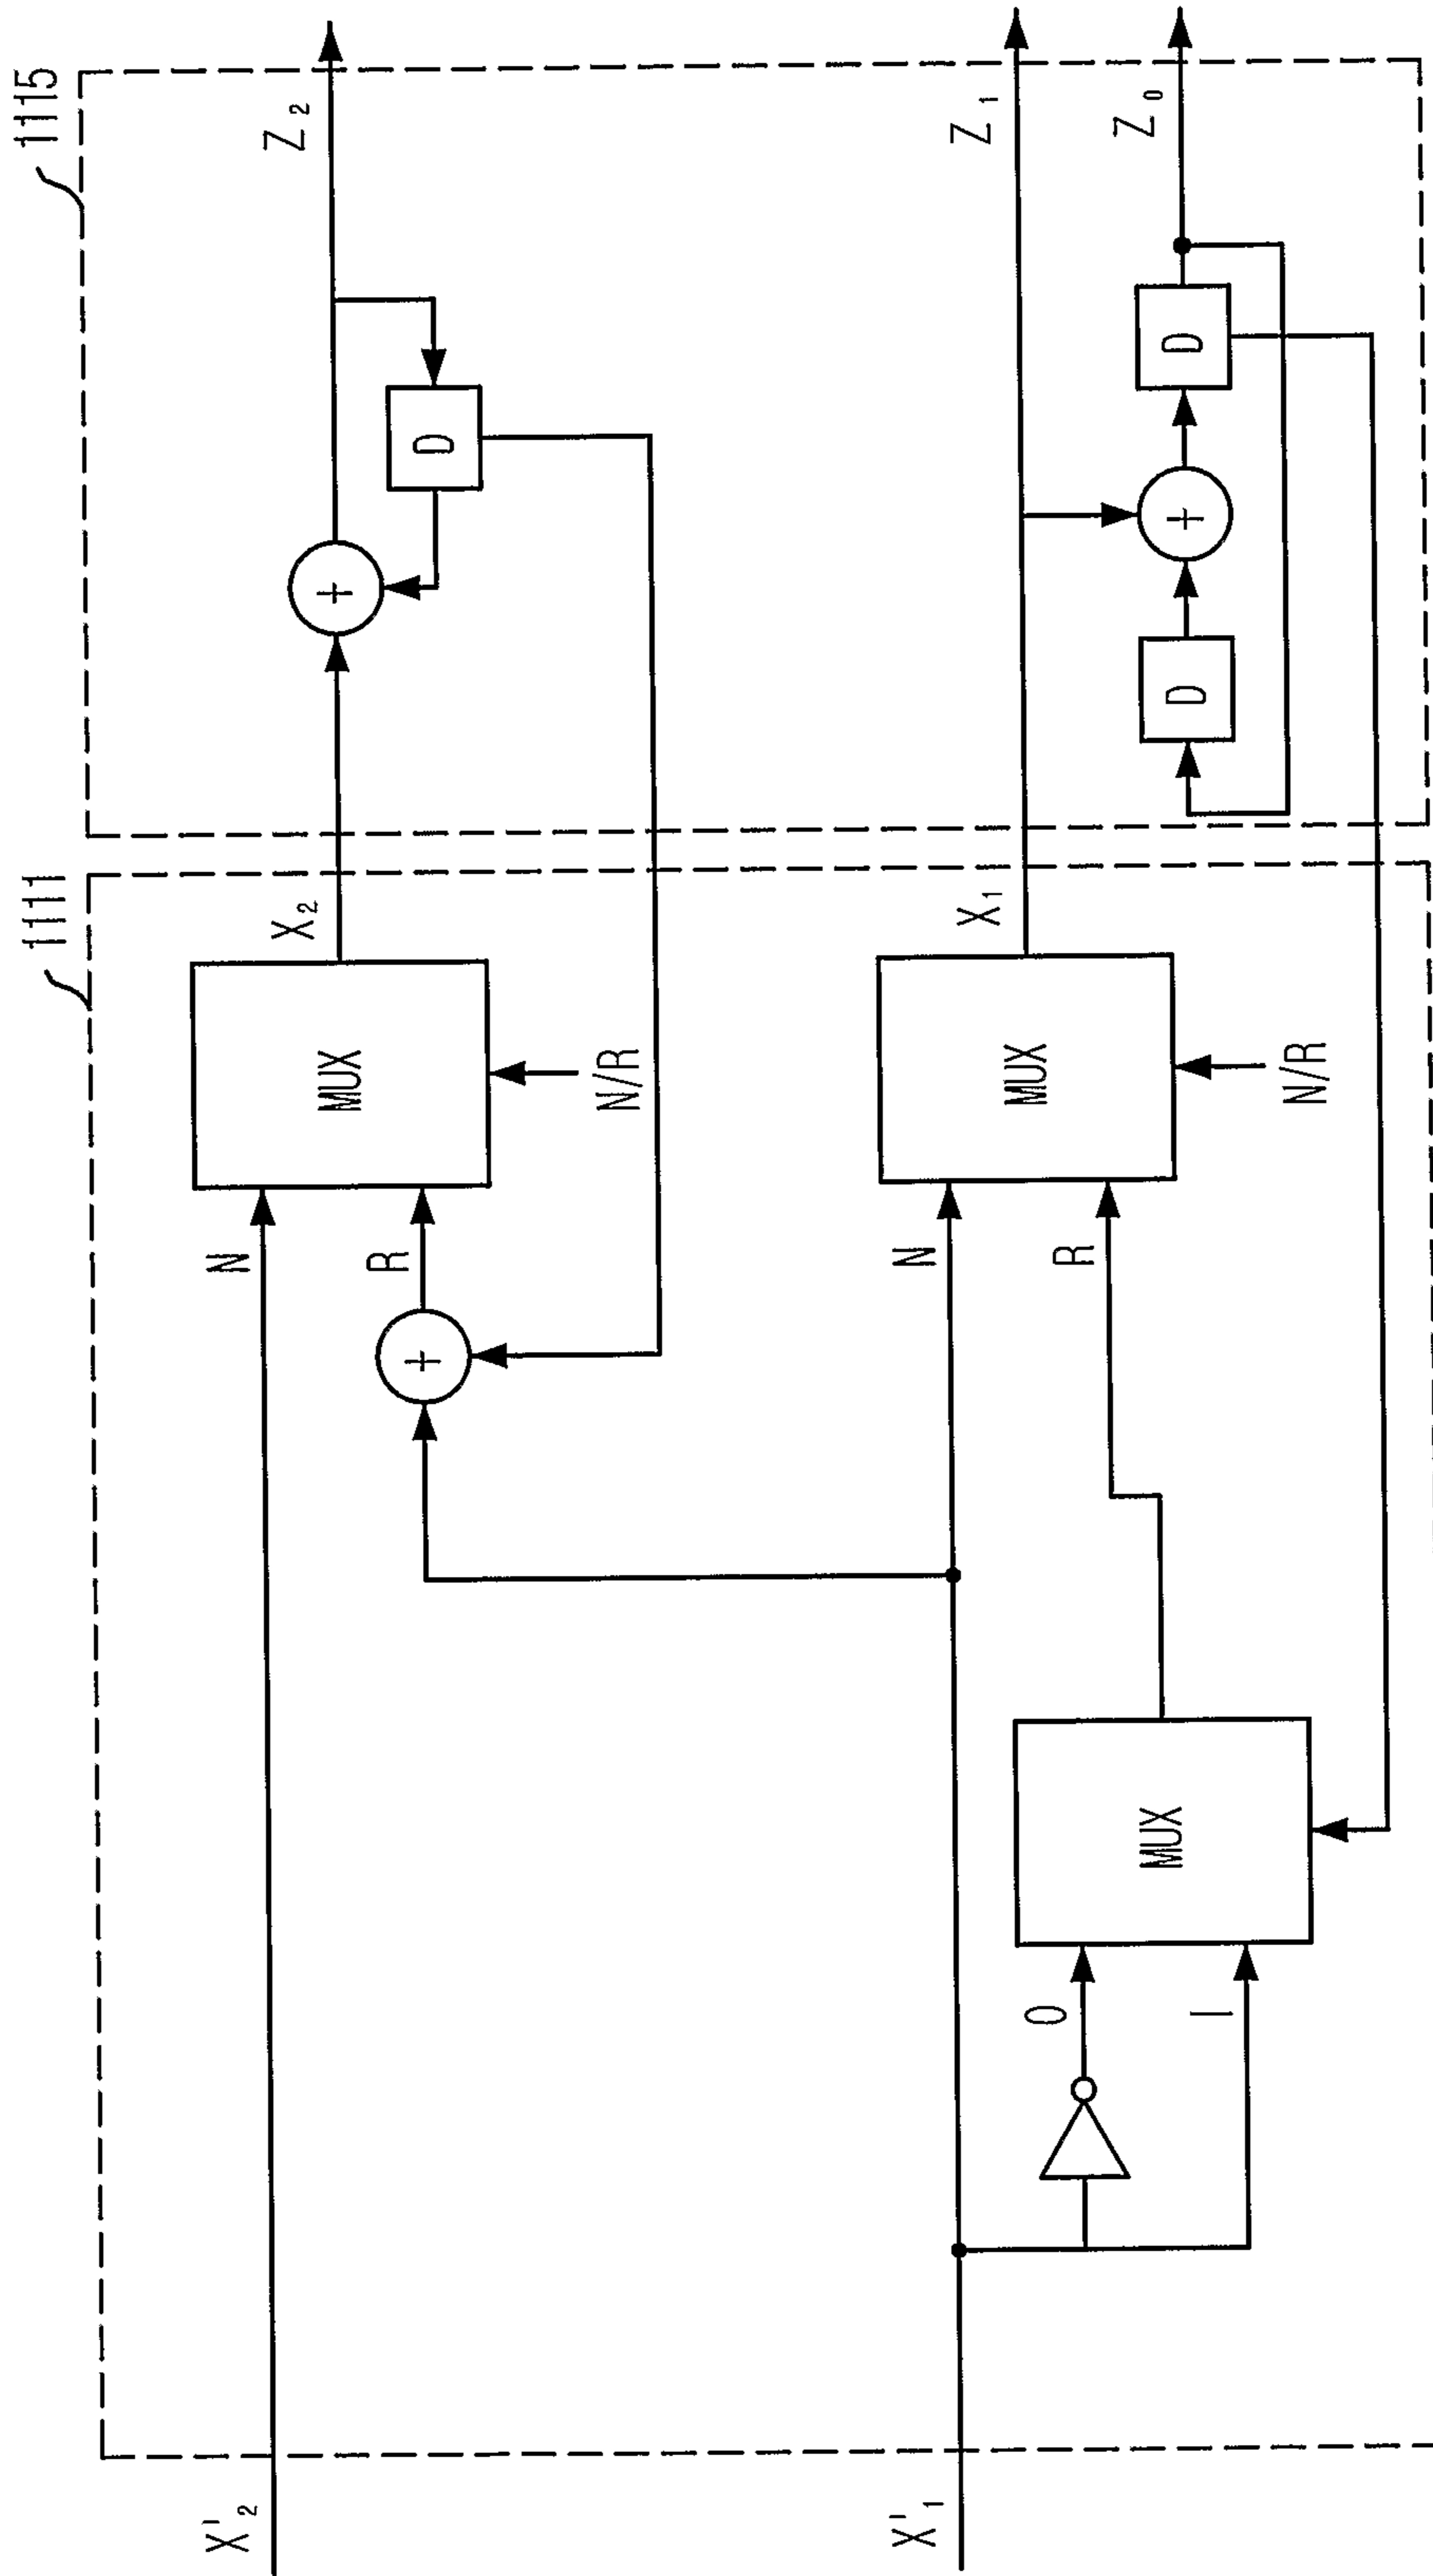 1111
1115
X'2
N
MUX
X2
Z2
+
D
R
+
N/R
X'1
N
MUX
X1
Z1
R
N/R
0
MUX
1
D
+
D
Z0